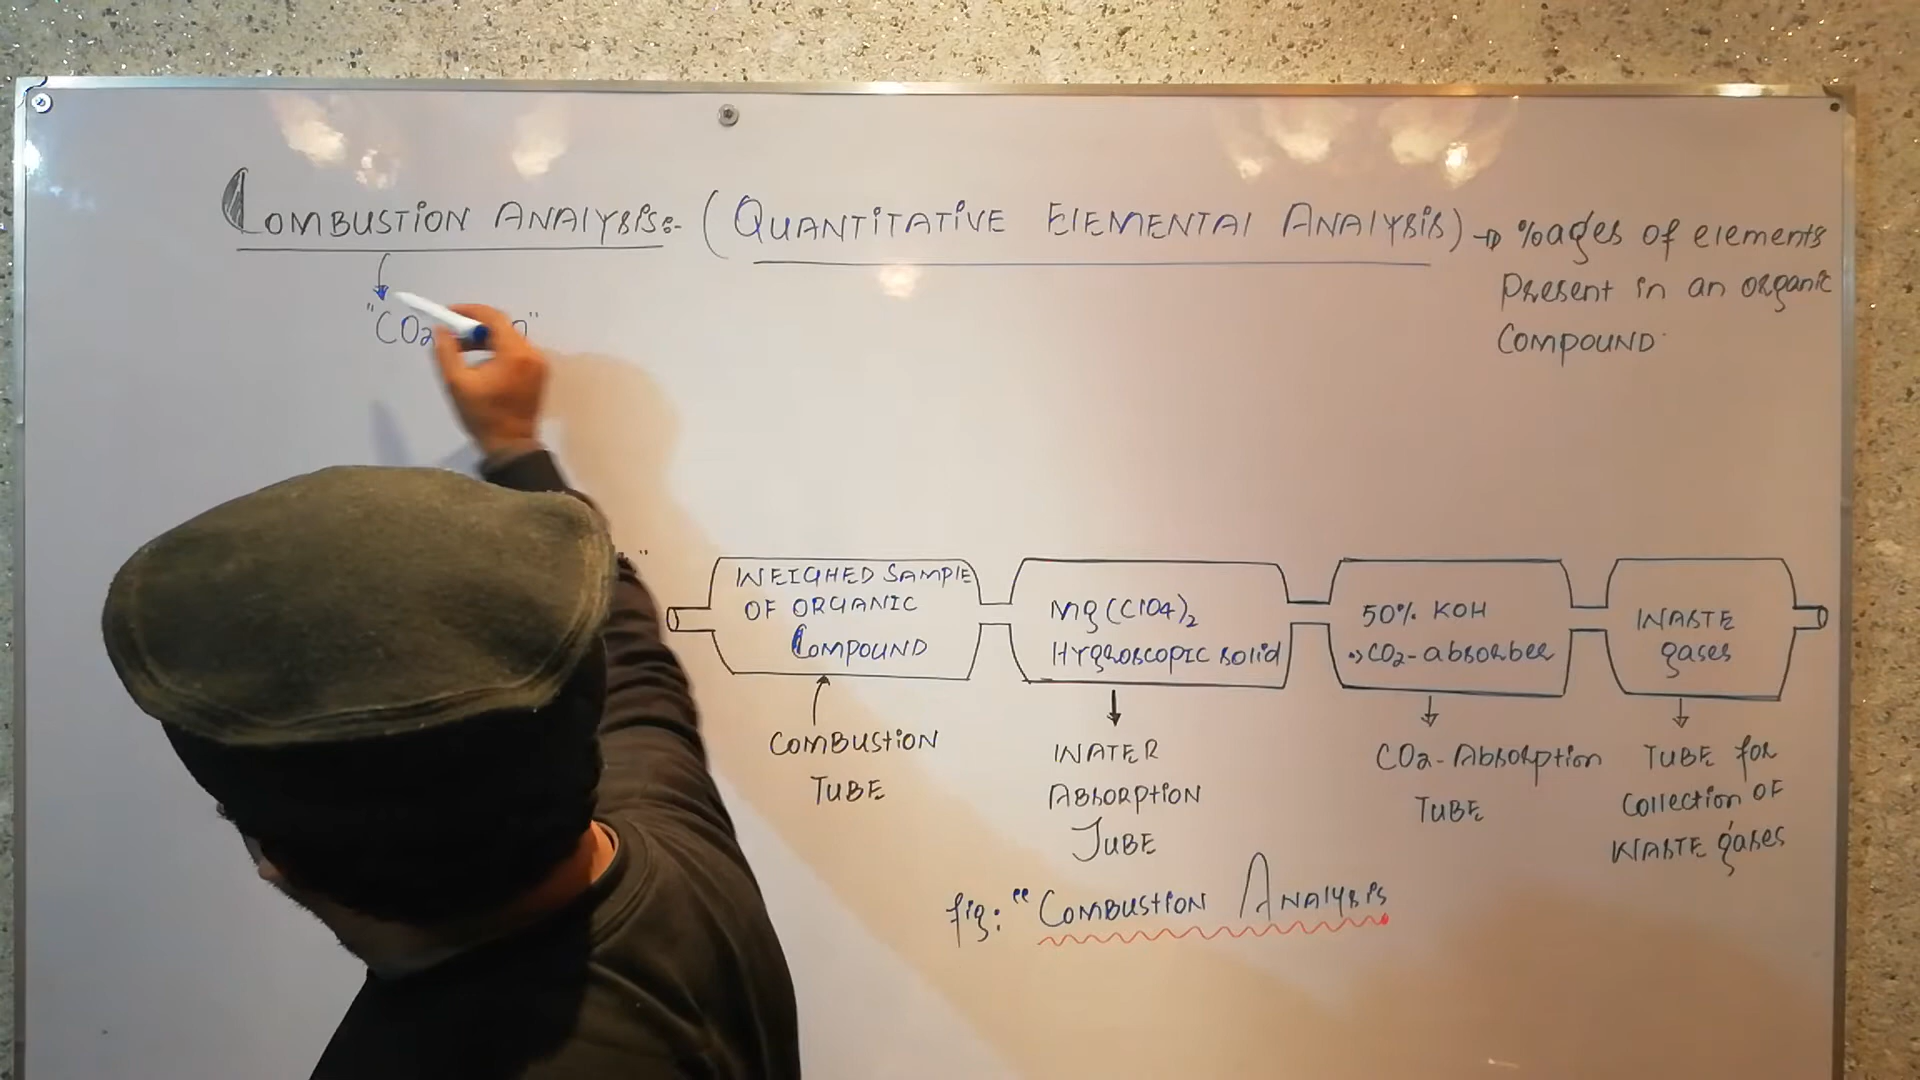 COMBUSTION ANALYSIS:- (QUANTITATIVE ELEMENTAL ANALYSIS) → %ages of elements
Present in an organic
COMPOUND.
"CO₂
WEIGHED SAMPLE
OF ORGANIC
COMPOUND
Mg(ClO4)₂
Hygroscopic solid
50% KOH
CO₂-absorber
WASTE
gases
COMBUSTION
TUBE
WATER
ABSORPTION
TUBE
CO₂-Absorption
TUBE
TUBE for
Collection OF
WASTE gases
fig: "COMBUSTION ANALYSIS